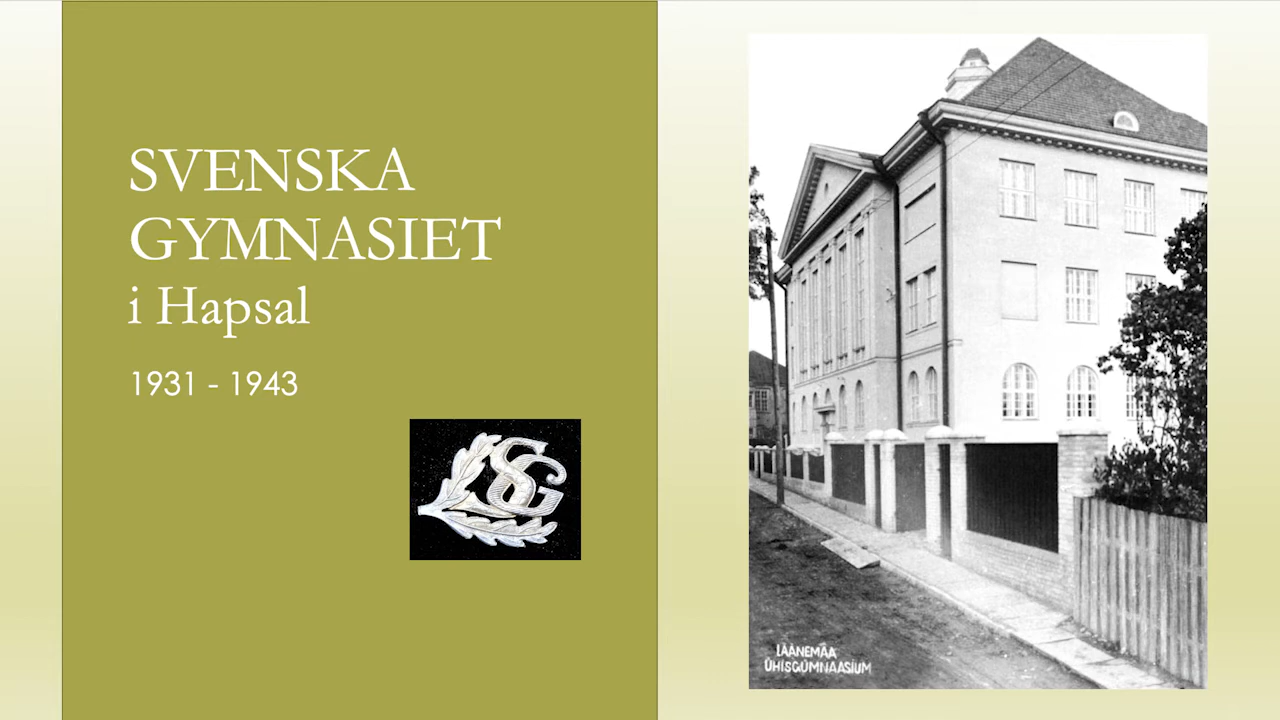 SVENSKA
GYMNASIET
i Hapsal
1931 - 1943
SG
LÄÄNEMAA
ÜHISGÜMNAASIUM